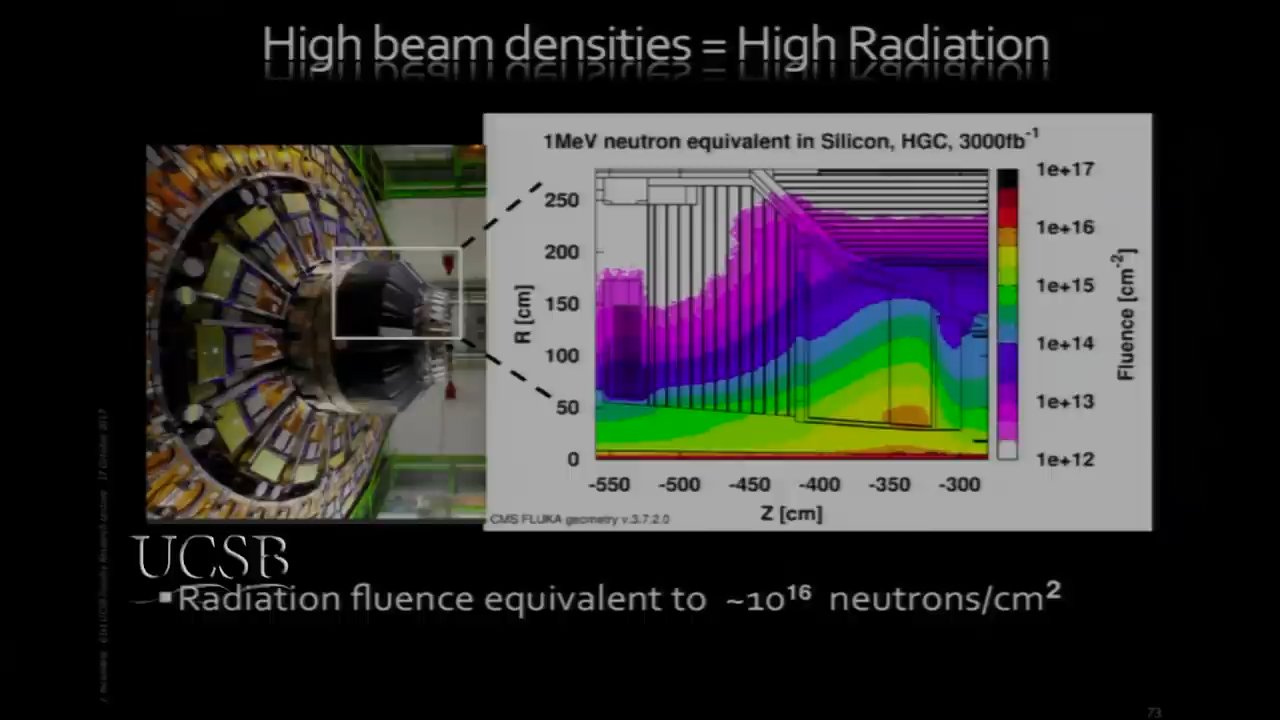 High beam densities = High Radiation
1MeV neutron equivalent in Silicon, HGC, 3000fb⁻¹
250
200
150
100
50
0
R [cm]
-550 -500 -450 -400 -350 -300
Z [cm]
1e+17
1e+16
1e+15
1e+14
1e+13
1e+12
Fluence [cm⁻²]
CMS FLUKA geometry v.3.7.2.0
UCSB
▪Radiation fluence equivalent to ~10¹⁶ neutrons/cm²
73